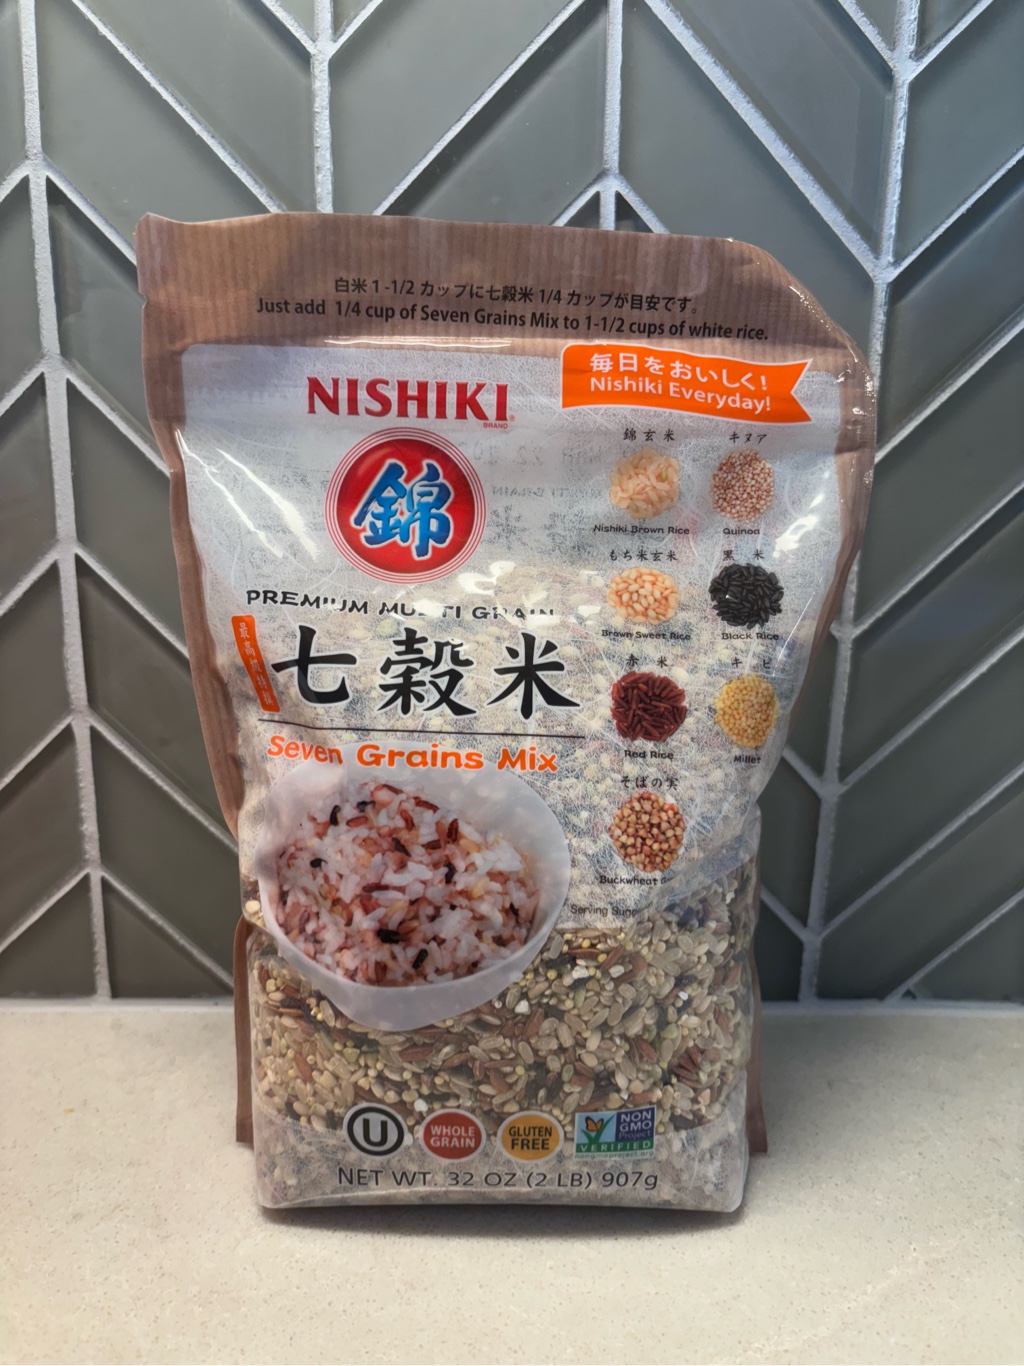 白米 1 -1/2 カップに七穀米 1/4 カップが目安です。
Just add 1/4 cup of Seven Grains Mix to 1-1/2 cups of white rice.
毎日をおいしく!
Nishiki Everyday!
NISHIKI
BRAND
錦
錦玄米
キヌア
Nishiki Brown Rice
Quinoa
もち米玄米
黒 米
Brown Sweet Rice
Black Rice
赤 米
キ ビ
Red Rice
Millet
そばの実
Buckwheat
PREMIUM MULTI GRAIN
七穀米
Seven Grains Mix
Serving
U
WHOLE
GRAIN
GLUTEN
FREE
NON
GMO
Project
VERIFIED
nongmoproject.org
NET WT. 32 OZ (2 LB) 907g